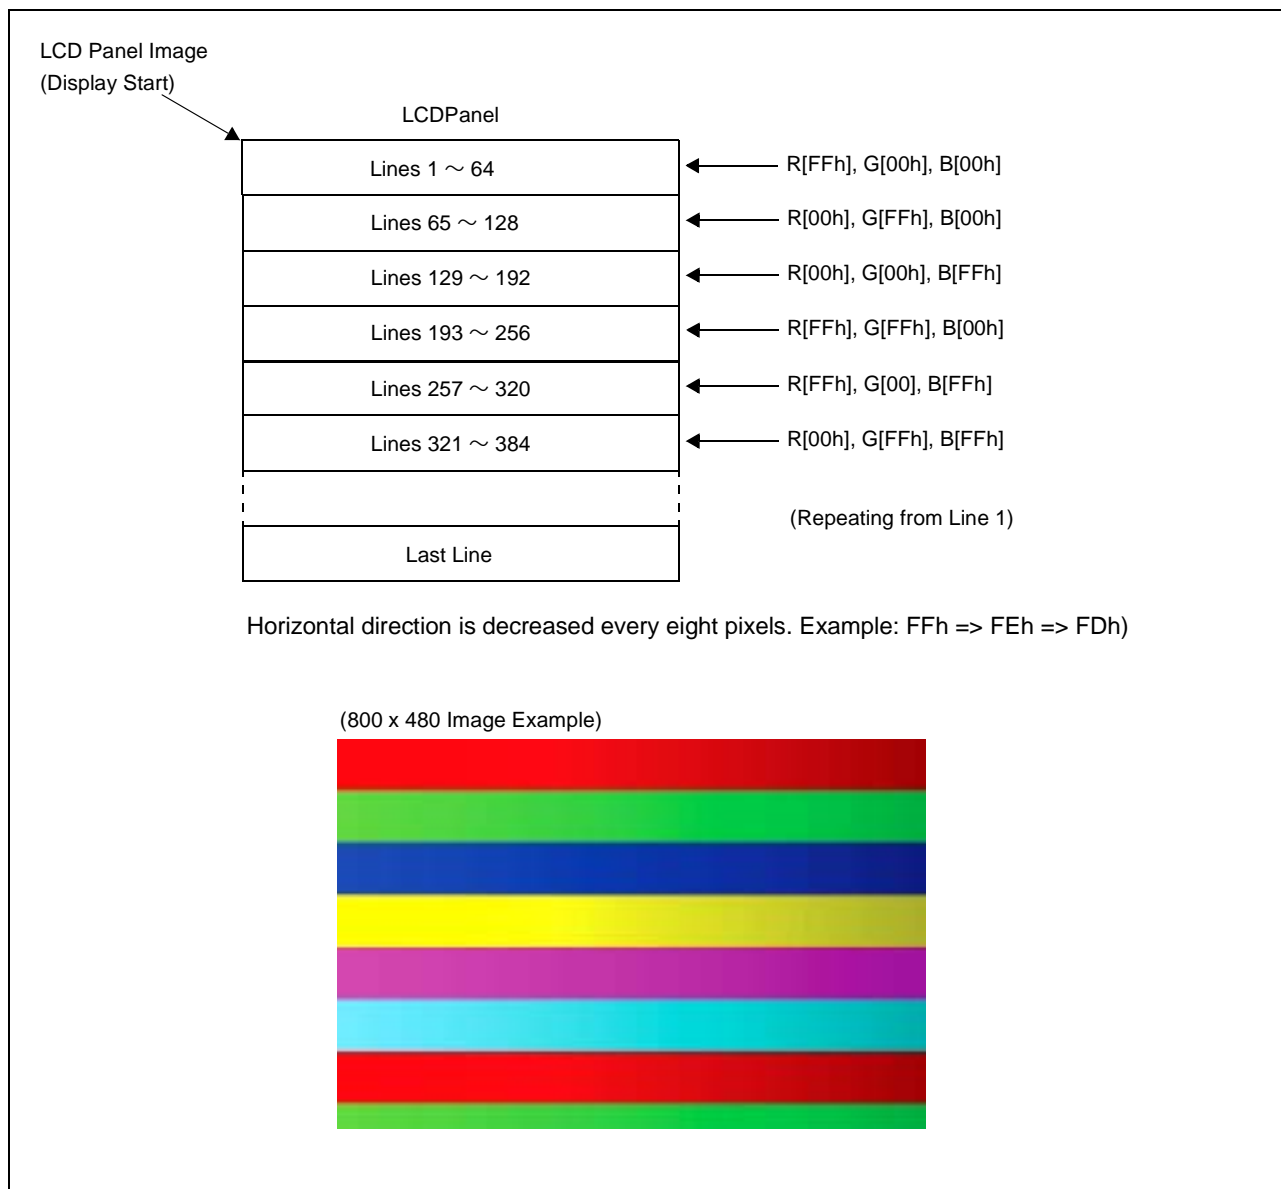 LCD Panel Image
(Display Start)
LCDPanel
Lines 1 ～ 64
R[FFh], G[00h], B[00h]
Lines 65 ～ 128
R[00h], G[FFh], B[00h]
Lines 129 ～ 192
R[00h], G[00h], B[FFh]
Lines 193 ～ 256
R[FFh], G[FFh], B[00h]
Lines 257 ～ 320
R[FFh], G[00], B[FFh]
Lines 321 ～ 384
R[00h], G[FFh], B[FFh]
(Repeating from Line 1)
Last Line
Horizontal direction is decreased every eight pixels. Example: FFh => FEh => FDh)
(800 x 480 Image Example)